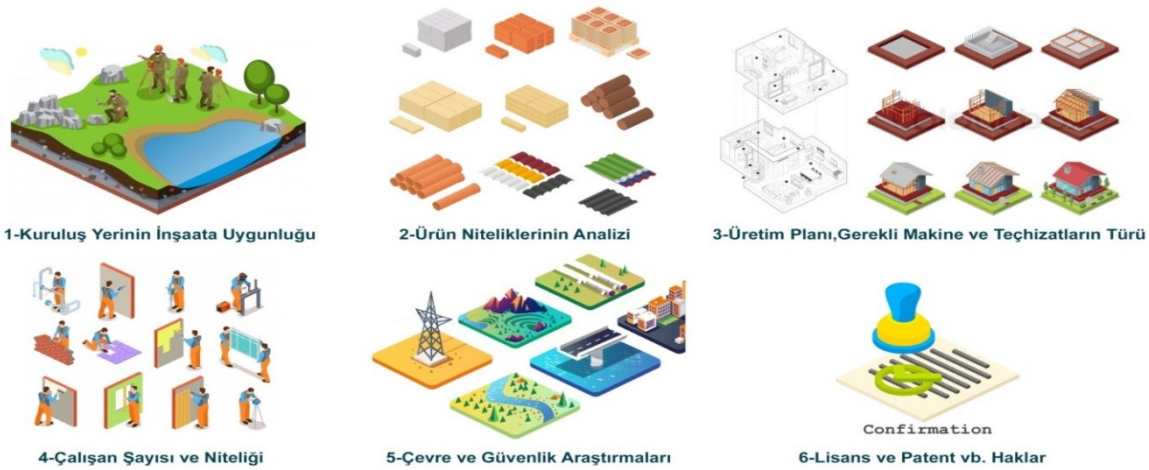 1-Kuruluş Yerinin İnşaata Uygunluğu
2-Ürün Niteliklerinin Analizi
3-Üretim Planı,Gerekli Makine ve Teçhizatların Türü
4-Çalışan Şayısı ve Niteliği
5-Çevre ve Güvenlik Araştırmaları
Confirmation
6-Lisans ve Patent vb. Haklar